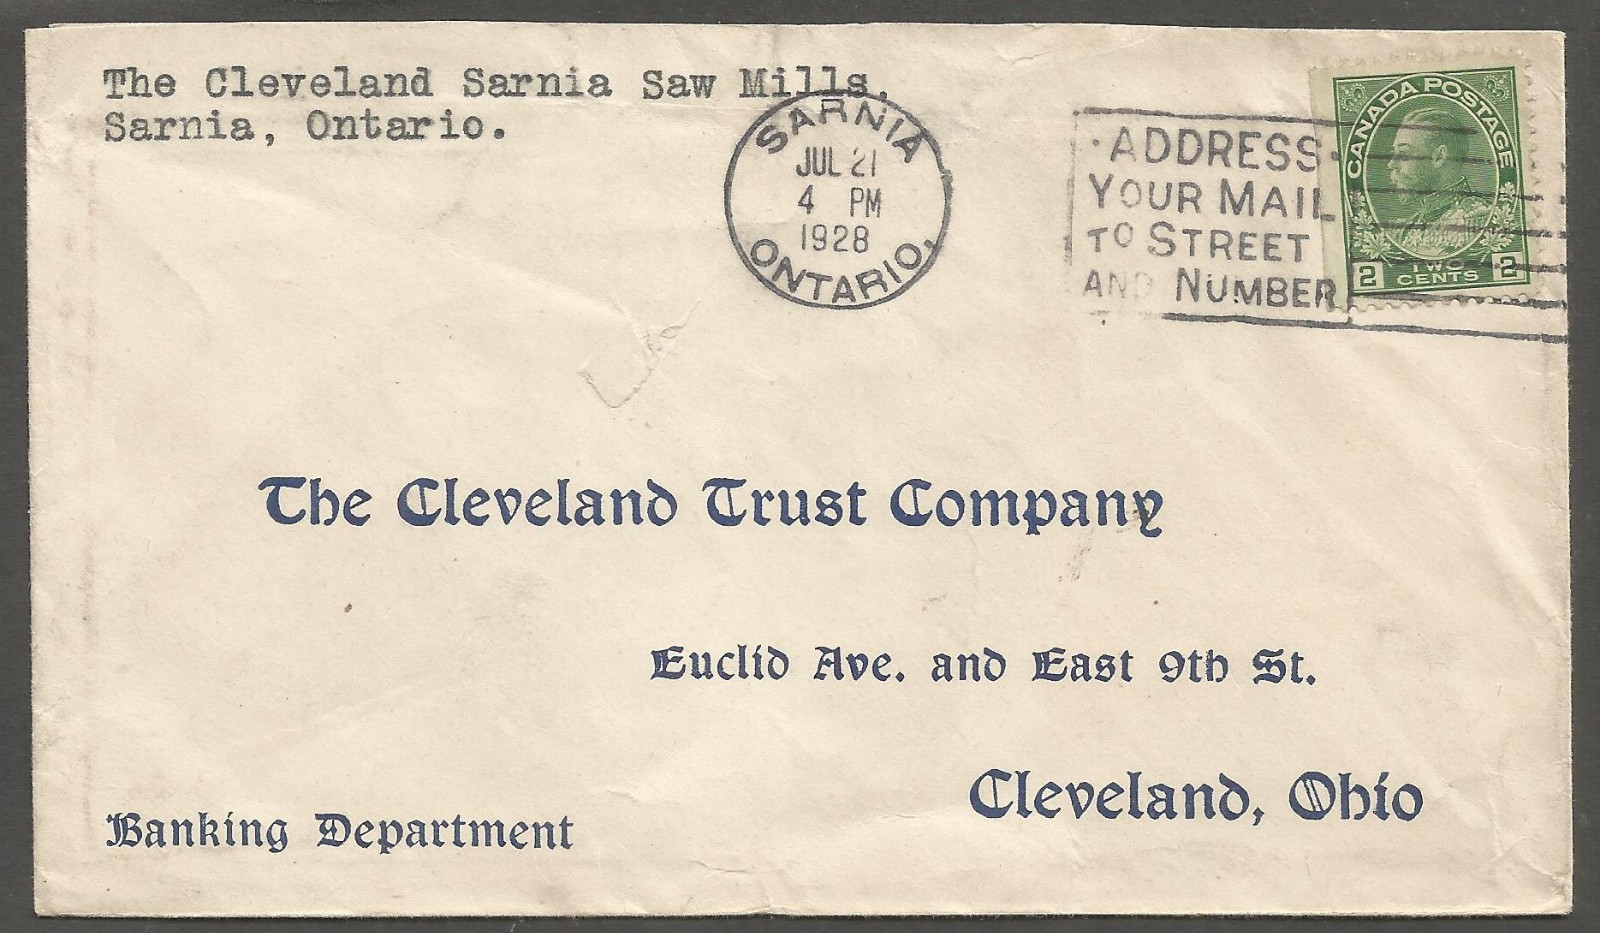 The Cleveland Sarnia Saw Mills,
Sarnia, Ontario.
SARNIA
JUL 21
4 PM
1928
ONTARIO.
· ADDRESS ·
YOUR MAIL
TO STREET
AND NUMBER
CANADA POSTAGE
2 TWO CENTS 2
The Cleveland Trust Company
Euclid Ave. and East 9th St.
Cleveland, Ohio
Banking Department